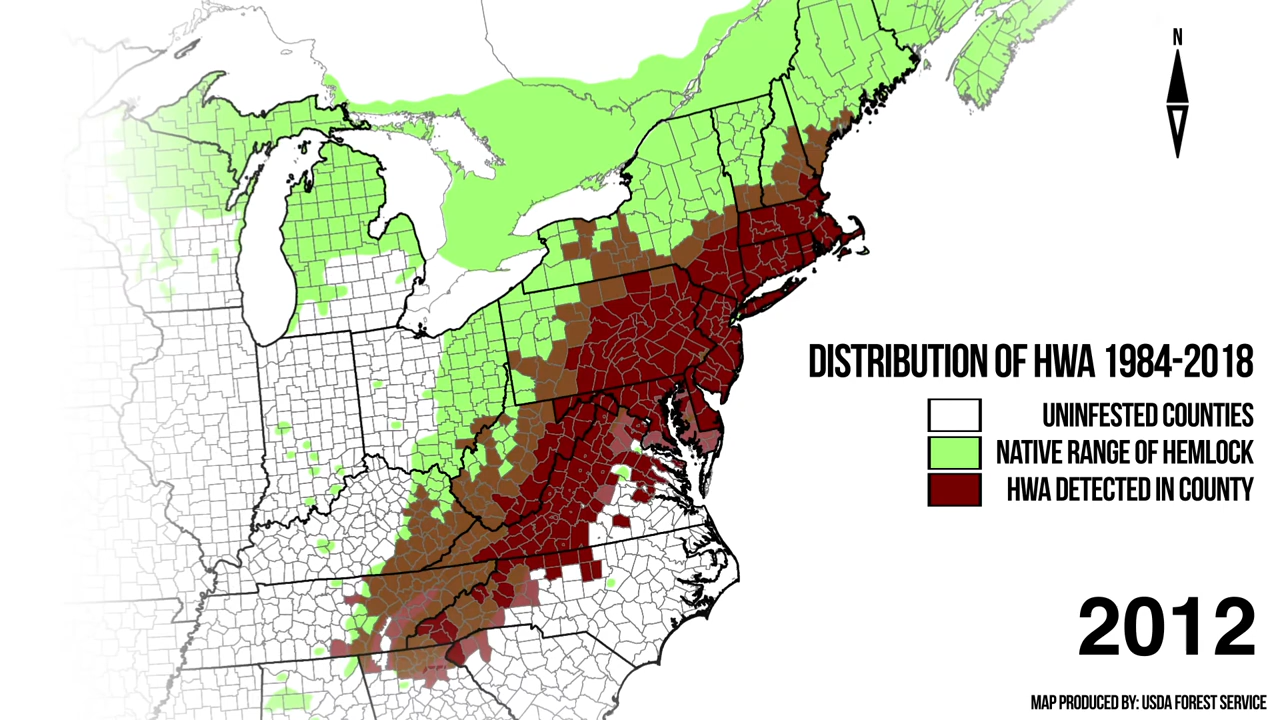 N
DISTRIBUTION OF HWA 1984-2018
UNINFESTED COUNTIES
NATIVE RANGE OF HEMLOCK
HWA DETECTED IN COUNTY
2012
MAP PRODUCED BY: USDA FOREST SERVICE